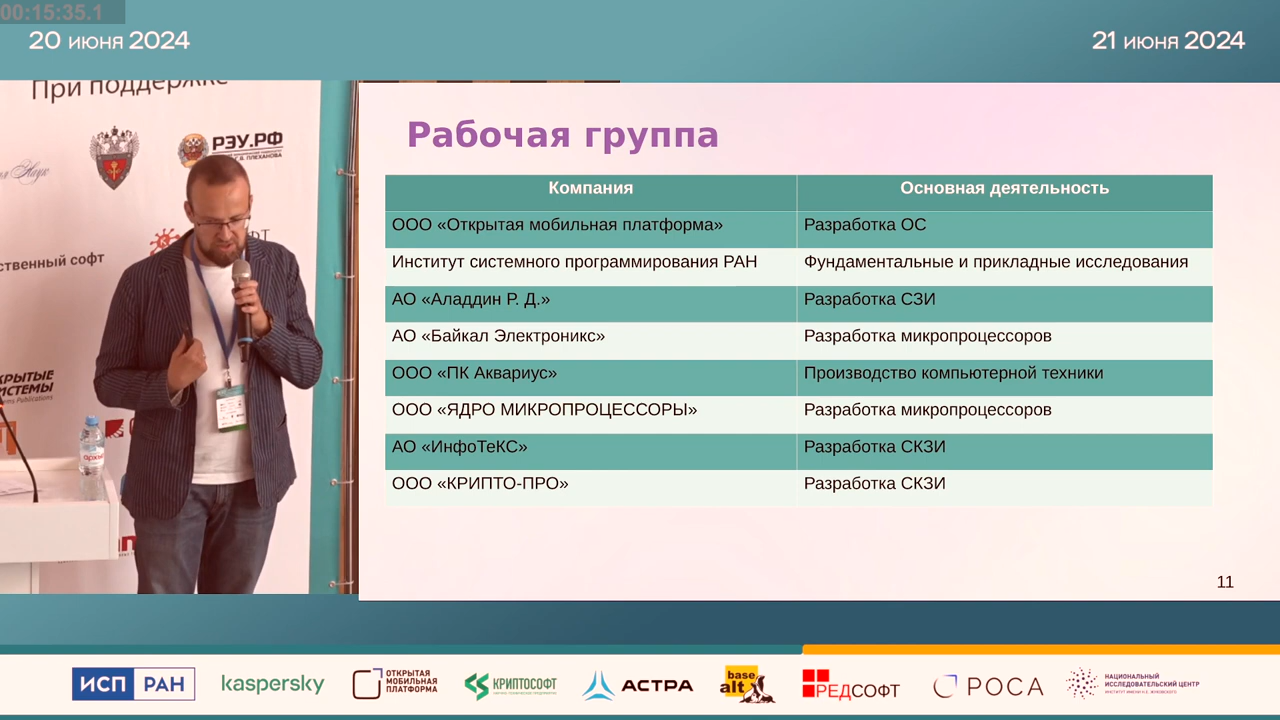 00:15:35.1
20 июня 2024
21 июня 2024
При поддержке
РЭУ.РФ
Г.В. ПЛЕХАНОВА
Наук
ственный софт
КРЫТЫЕ
СТЕМЫ
Рабочая группа
Компания Основная деятельность
ООО «Открытая мобильная платформа» Разработка ОС
Институт системного программирования РАН Фундаментальные и прикладные исследования
АО «Аладдин Р. Д.» Разработка СЗИ
АО «Байкал Электроникс» Разработка микропроцессоров
ООО «ПК Аквариус» Производство компьютерной техники
ООО «ЯДРО МИКРОПРОЦЕССОРЫ» Разработка микропроцессоров
АО «ИнфоТеКС» Разработка СКЗИ
ООО «КРИПТО-ПРО» Разработка СКЗИ
11
ИСП РАН
kaspersky
ОТКРЫТАЯ
МОБИЛЬНАЯ
ПЛАТФОРМА
КРИПТОСОФТ
АСТРА
base
alt
РЕДСОФТ
РОСА
НАЦИОНАЛЬНЫЙ
ИССЛЕДОВАТЕЛЬСКИЙ ЦЕНТР